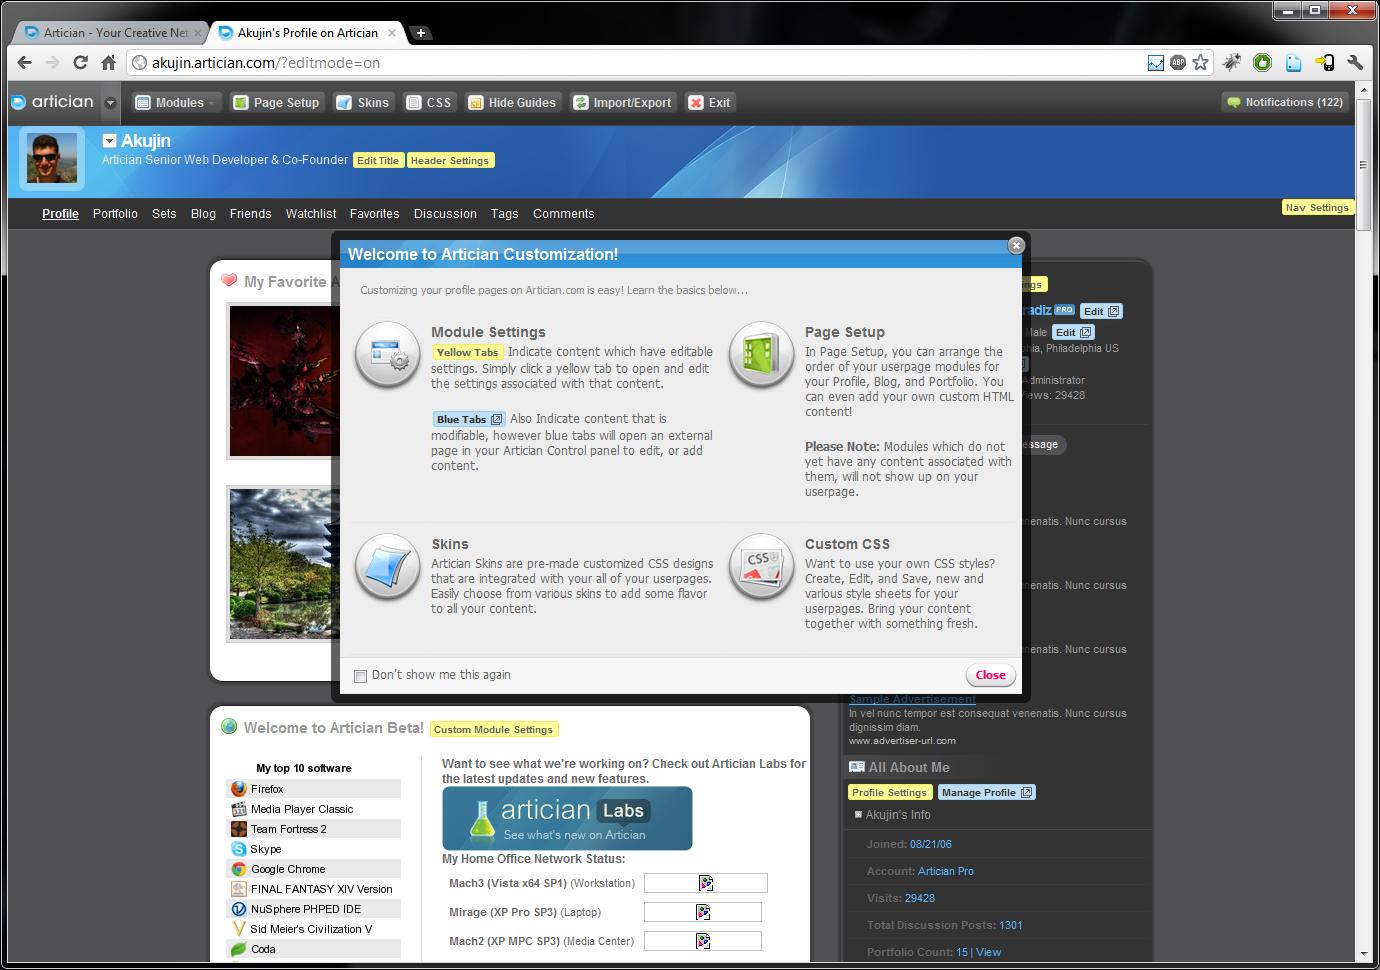 Artician - Your Creative Net
Akujin's Profile on Artician
akujin.artician.com/?editmode=on
ABP
artician
Modules
Page Setup
Skins
CSS
Hide Guides
Import/Export
Exit
Notifications (122)
Akujin
Artician Senior Web Developer & Co-Founder Edit Title Header Settings
Profile Portfolio Sets Blog Friends Watchlist Favorites Discussion Tags Comments
Nav Settings
My Favorite A
Welcome to Artician Customization!
Customizing your profile pages on Artician.com is easy! Learn the basics below...
Module Settings
Yellow Tabs Indicate content which have editable
settings. Simply click a yellow tab to open and edit
the settings associated with that content.
Blue Tabs Also Indicate content that is
modifiable, however blue tabs will open an external
page in your Artician Control panel to edit, or add
content.
Page Setup
In Page Setup, you can arrange the
order of your userpage modules for
your Profile, Blog, and Portfolio. You
can even add your own custom HTML
content!
Please Note: Modules which do not
yet have any content associated with
them, will not show up on your
userpage.
Skins
Artician Skins are pre-made customized CSS designs
that are integrated with your all of your userpages.
Easily choose from various skins to add some flavor
to all your content.
CSS
Custom CSS
Want to use your own CSS styles?
Create, Edit, and Save, new and
various style sheets for your
userpages. Bring your content
together with something fresh.
Don't show me this again
Close
ngs
radiz PRO Edit
Male Edit
hia, Philadelphia US
Administrator
iews: 29428
essage
nenatis. Nunc cursus
nenatis. Nunc cursus
nenatis. Nunc cursus
Sample Advertisement
In vel nunc tempor est consequat venenatis. Nunc cursus
dignissim diam.
www.advertiser-url.com
All About Me
Profile Settings Manage Profile
Akujin's Info
Joined: 08/21/06
Account: Artician Pro
Visits: 29428
Total Discussion Posts: 1301
Portfolio Count: 15 | View
Welcome to Artician Beta! Custom Module Settings
My top 10 software
Firefox
Media Player Classic
Team Fortress 2
Skype
Google Chrome
FINAL FANTASY XIV Version
NuSphere PHPED IDE
Sid Meier's Civilization V
Coda
Want to see what we're working on? Check out Artician Labs for
the latest updates and new features.
artician Labs
See what's new on Artician
My Home Office Network Status:
Mach3 (Vista x64 SP1) (Workstation)
Mirage (XP Pro SP3) (Laptop)
Mach2 (XP MPC SP3) (Media Center)